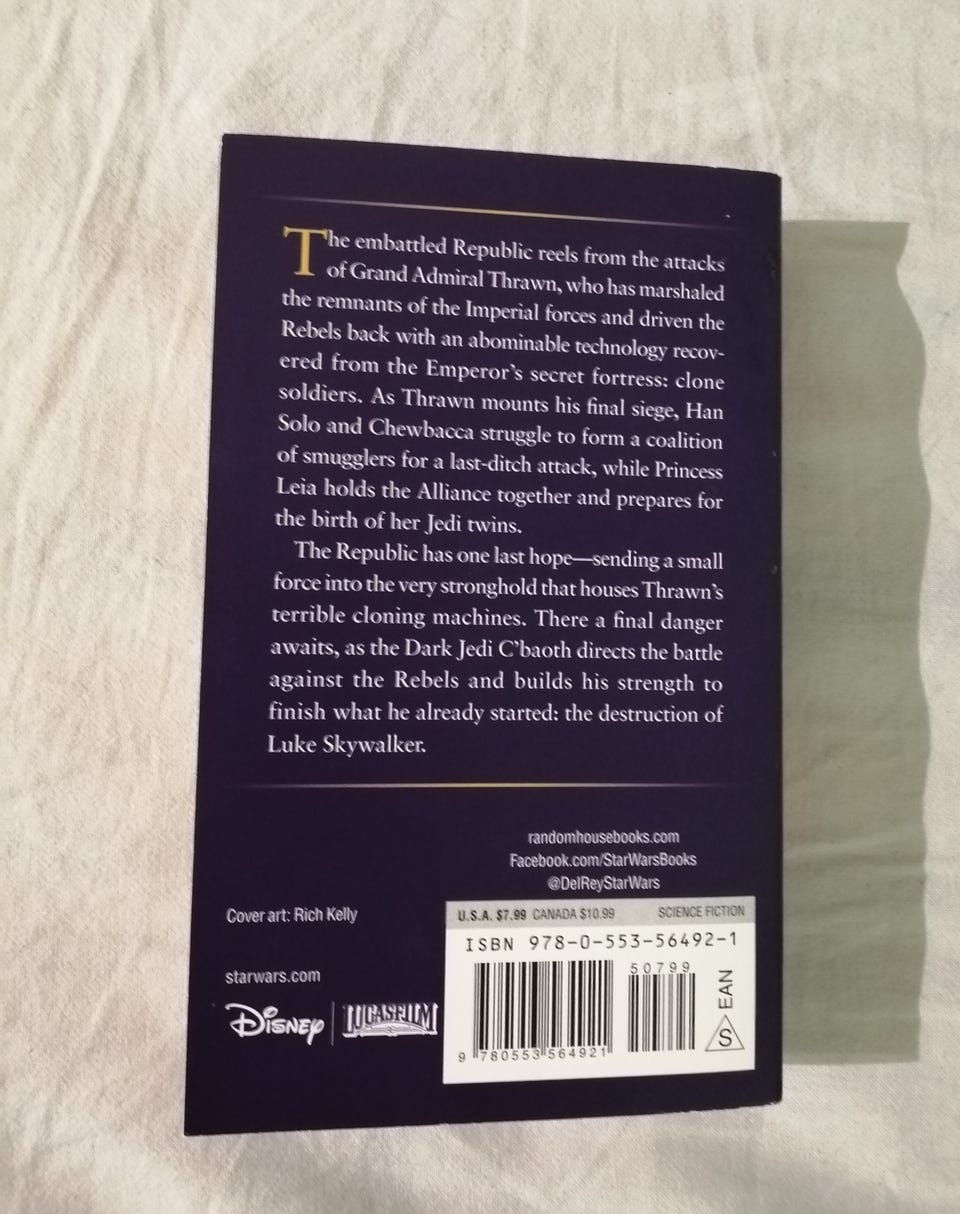 The embattled Republic reels from the attacks
of Grand Admiral Thrawn, who has marshaled
the remnants of the Imperial forces and driven the
Rebels back with an abominable technology recov-
ered from the Emperor's secret fortress: clone
soldiers. As Thrawn mounts his final siege, Han
Solo and Chewbacca struggle to form a coalition
of smugglers for a last-ditch attack, while Princess
Leia holds the Alliance together and prepares for
the birth of her Jedi twins.
The Republic has one last hope—sending a small
force into the very stronghold that houses Thrawn's
terrible cloning machines. There a final danger
awaits, as the Dark Jedi C'baoth directs the battle
against the Rebels and builds his strength to
finish what he already started: the destruction of
Luke Skywalker.
randomhousebooks.com
Facebook.com/StarWarsBooks
@DelReyStarWars
Cover art: Rich Kelly
starwars.com
DISNEY LUCASFILM
U.S.A. $7.99 CANADA $10.99 SCIENCE FICTION
ISBN 978-0-553-56492-1
50799
9 780553 564921
S EAN